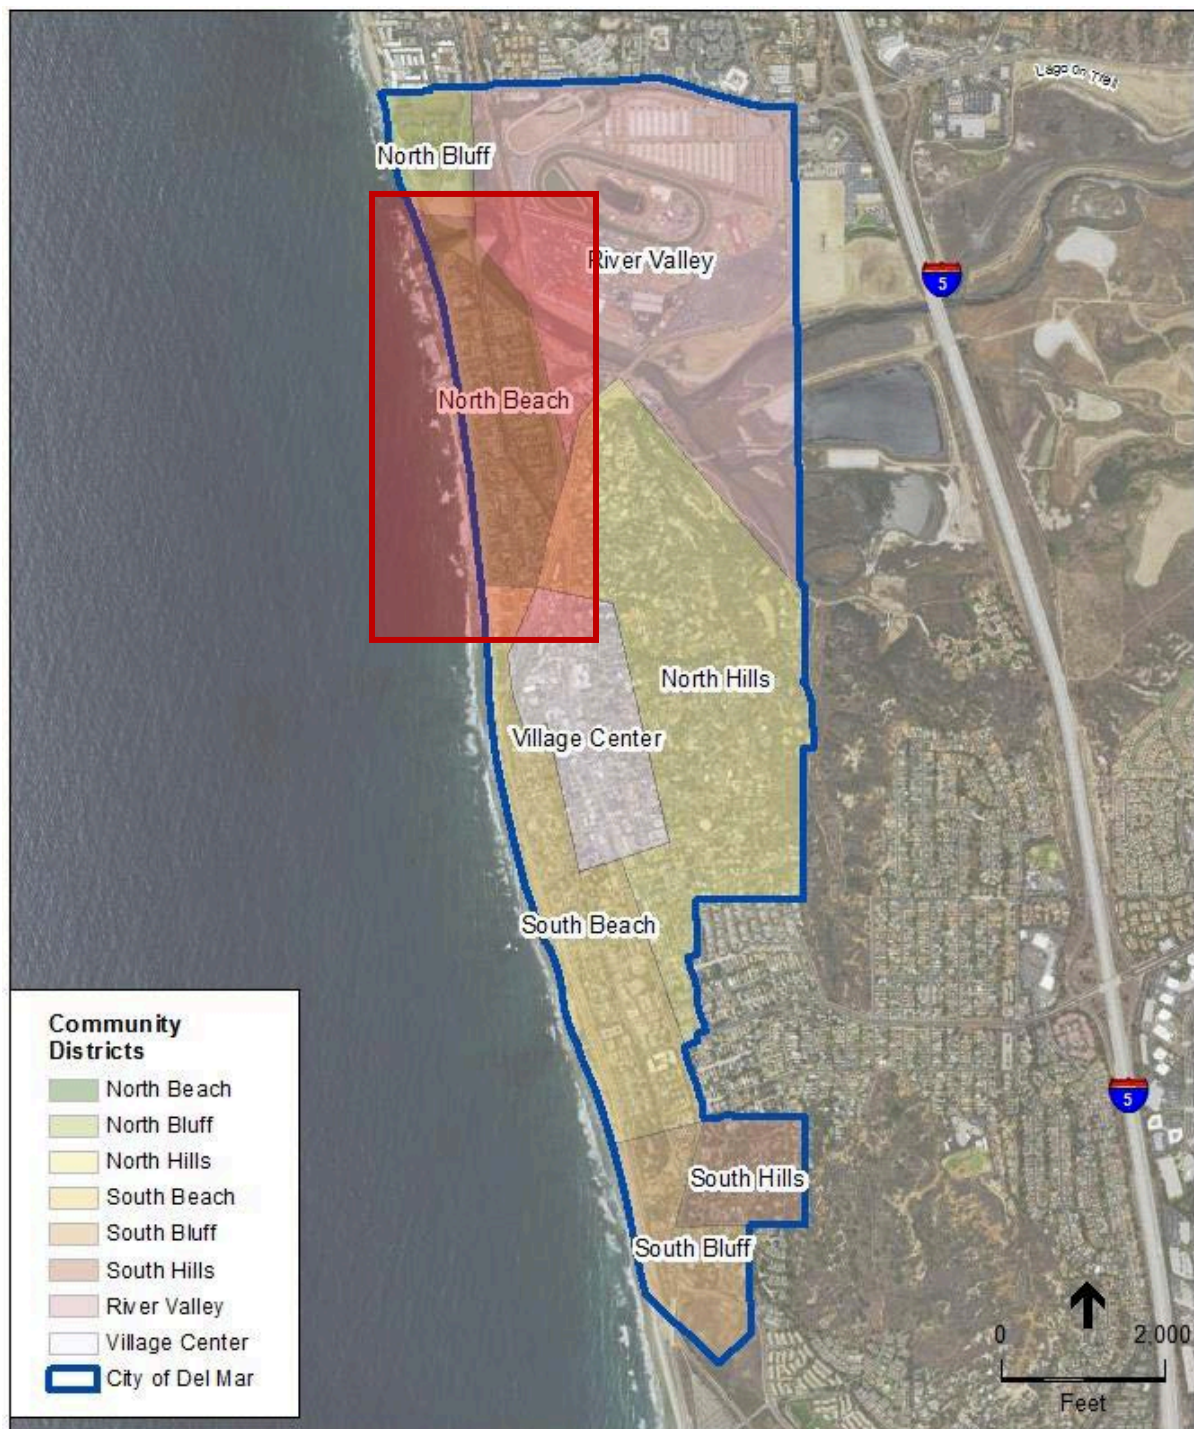 Lagoon Trail
North Bluff
River Valley
5
North Beach
North Hills
Village Center
South Beach
Community
Districts
North Beach
North Bluff
North Hills
South Beach
South Bluff
South Hills
River Valley
Village Center
City of Del Mar
5
South Hills
South Bluff
0 2,000
Feet